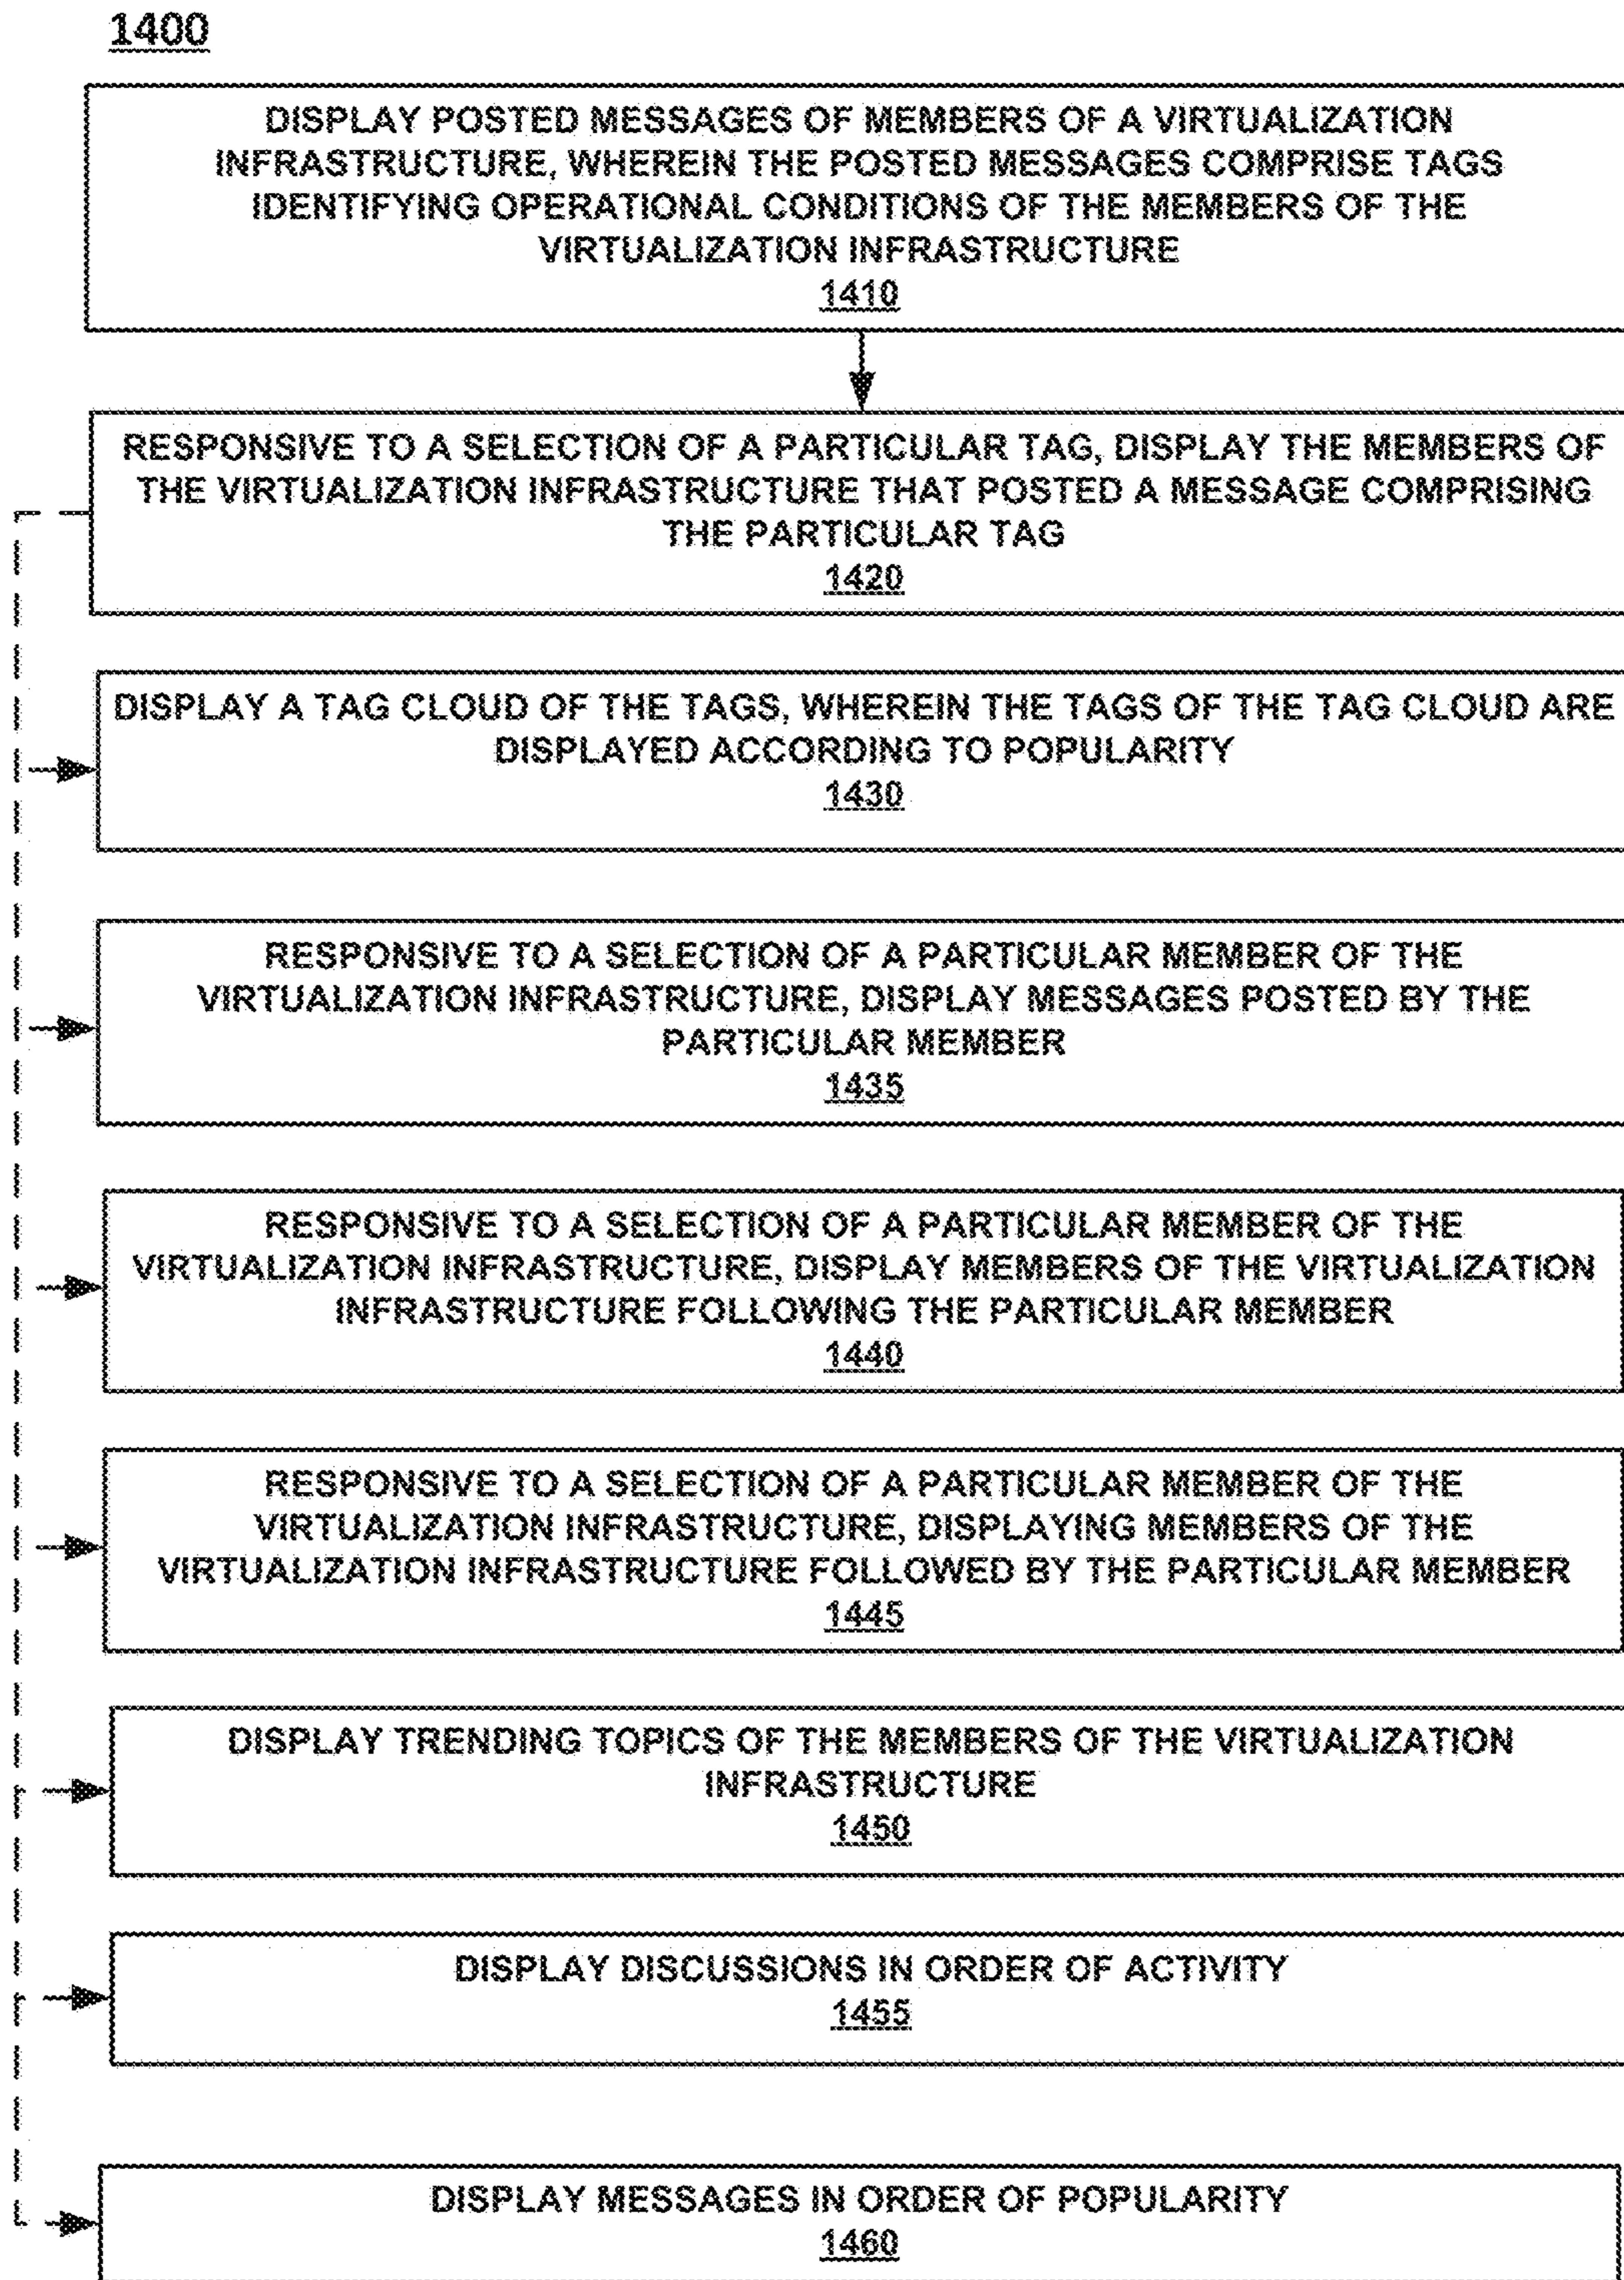 1400
DISPLAY POSTED MESSAGES OF MEMBERS OF A VIRTUALIZATION
INFRASTRUCTURE, WHEREIN THE POSTED MESSAGES COMPRISE TAGS
IDENTIFYING OPERATIONAL CONDITIONS OF THE MEMBERS OF THE
VIRTUALIZATION INFRASTRUCTURE
1410
RESPONSIVE TO A SELECTION OF A PARTICULAR TAG, DISPLAY THE MEMBERS OF
THE VIRTUALIZATION INFRASTRUCTURE THAT POSTED A MESSAGE COMPRISING
THE PARTICULAR TAG
1420
DISPLAY A TAG CLOUD OF THE TAGS, WHEREIN THE TAGS OF THE TAG CLOUD ARE
DISPLAYED ACCORDING TO POPULARITY
1430
RESPONSIVE TO A SELECTION OF A PARTICULAR MEMBER OF THE
VIRTUALIZATION INFRASTRUCTURE, DISPLAY MESSAGES POSTED BY THE
PARTICULAR MEMBER
1435
RESPONSIVE TO A SELECTION OF A PARTICULAR MEMBER OF THE
VIRTUALIZATION INFRASTRUCTURE, DISPLAY MEMBERS OF THE VIRTUALIZATION
INFRASTRUCTURE FOLLOWING THE PARTICULAR MEMBER
1440
RESPONSIVE TO A SELECTION OF A PARTICULAR MEMBER OF THE
VIRTUALIZATION INFRASTRUCTURE, DISPLAYING MEMBERS OF THE
VIRTUALIZATION INFRASTRUCTURE FOLLOWED BY THE PARTICULAR MEMBER
1445
DISPLAY TRENDING TOPICS OF THE MEMBERS OF THE VIRTUALIZATION
INFRASTRUCTURE
1450
DISPLAY DISCUSSIONS IN ORDER OF ACTIVITY
1455
DISPLAY MESSAGES IN ORDER OF POPULARITY
1460